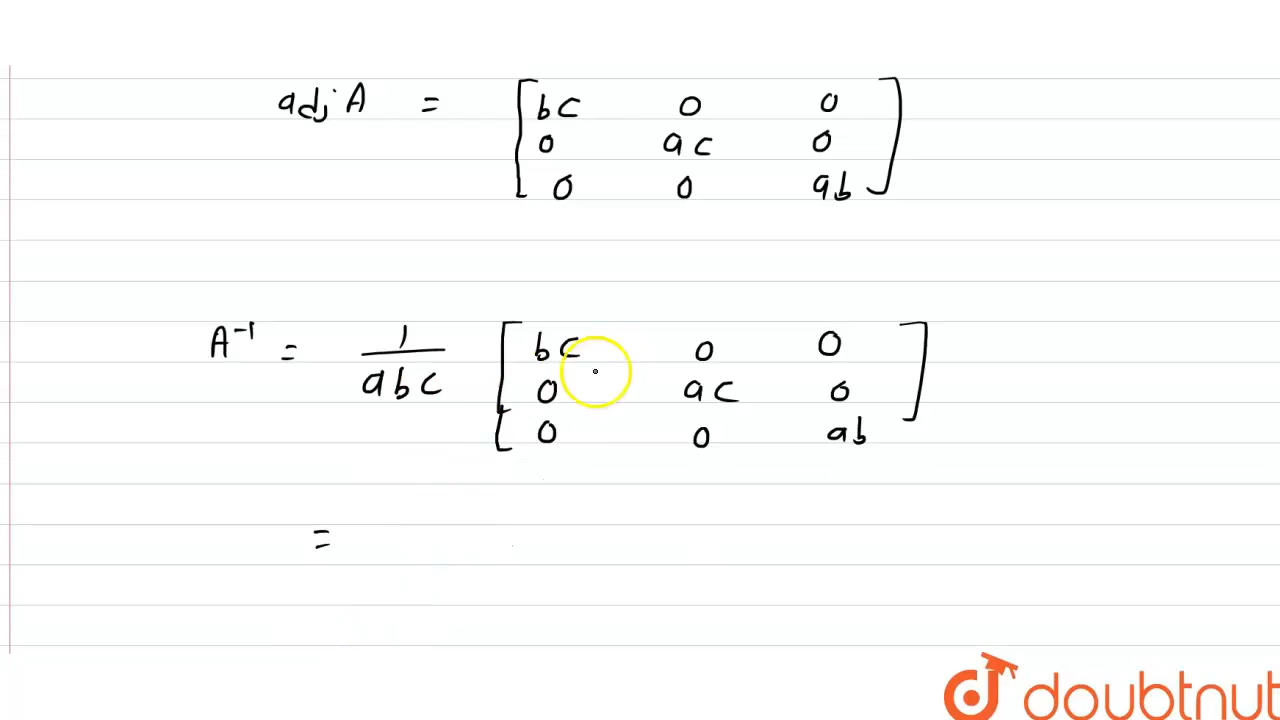 adj A = [ bc 0 0
0 ac 0
0 0 ab ]
A⁻¹ = 1/abc [ bc 0 0
0 ac 0
0 0 ab ]
=
doubtnut